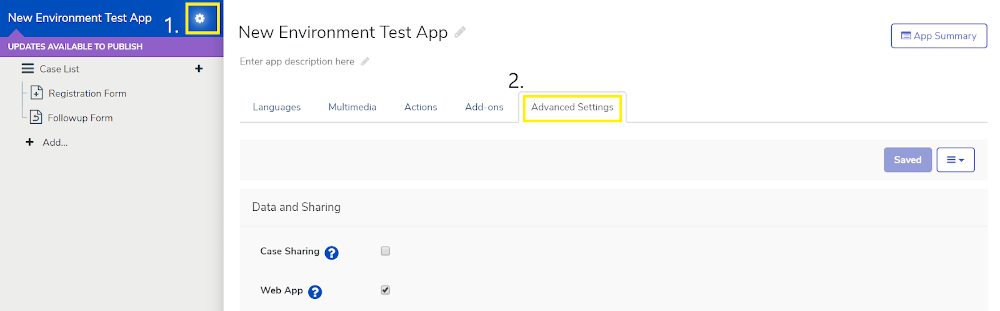 New Environment Test App 1.
UPDATES AVAILABLE TO PUBLISH
Case List
Registration Form
Followup Form
Add...
New Environment Test App
App Summary
Enter app description here
2.
Languages Multimedia Actions Add-ons Advanced Settings
Saved
Data and Sharing
Case Sharing ?
Web App ?